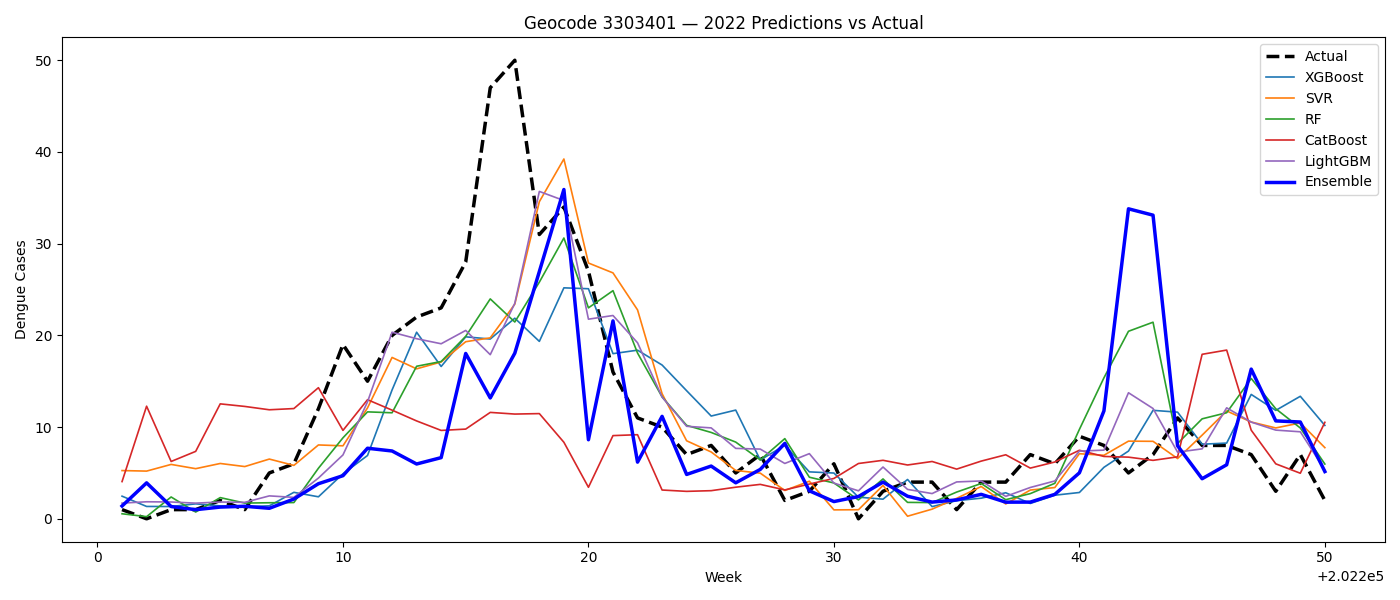 Geocode 3303401 — 2022 Predictions vs Actual
Dengue Cases
50
40
30
20
10
0
Actual
XGBoost
SVR
RF
CatBoost
LightGBM
Ensemble
0 10 20 30 40 50
+2.022e5
Week